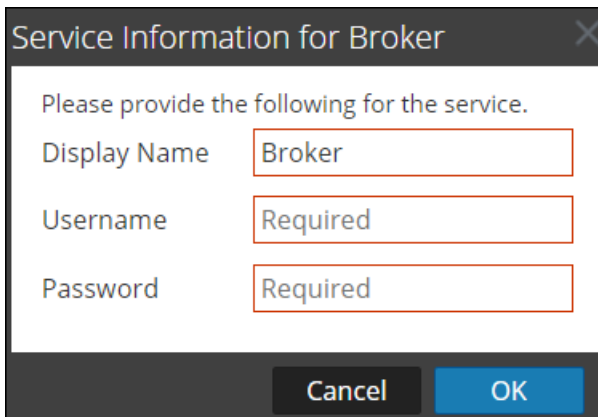 Service Information for Broker
Please provide the following for the service.
Display Name Broker
Username Required
Password Required
Cancel OK